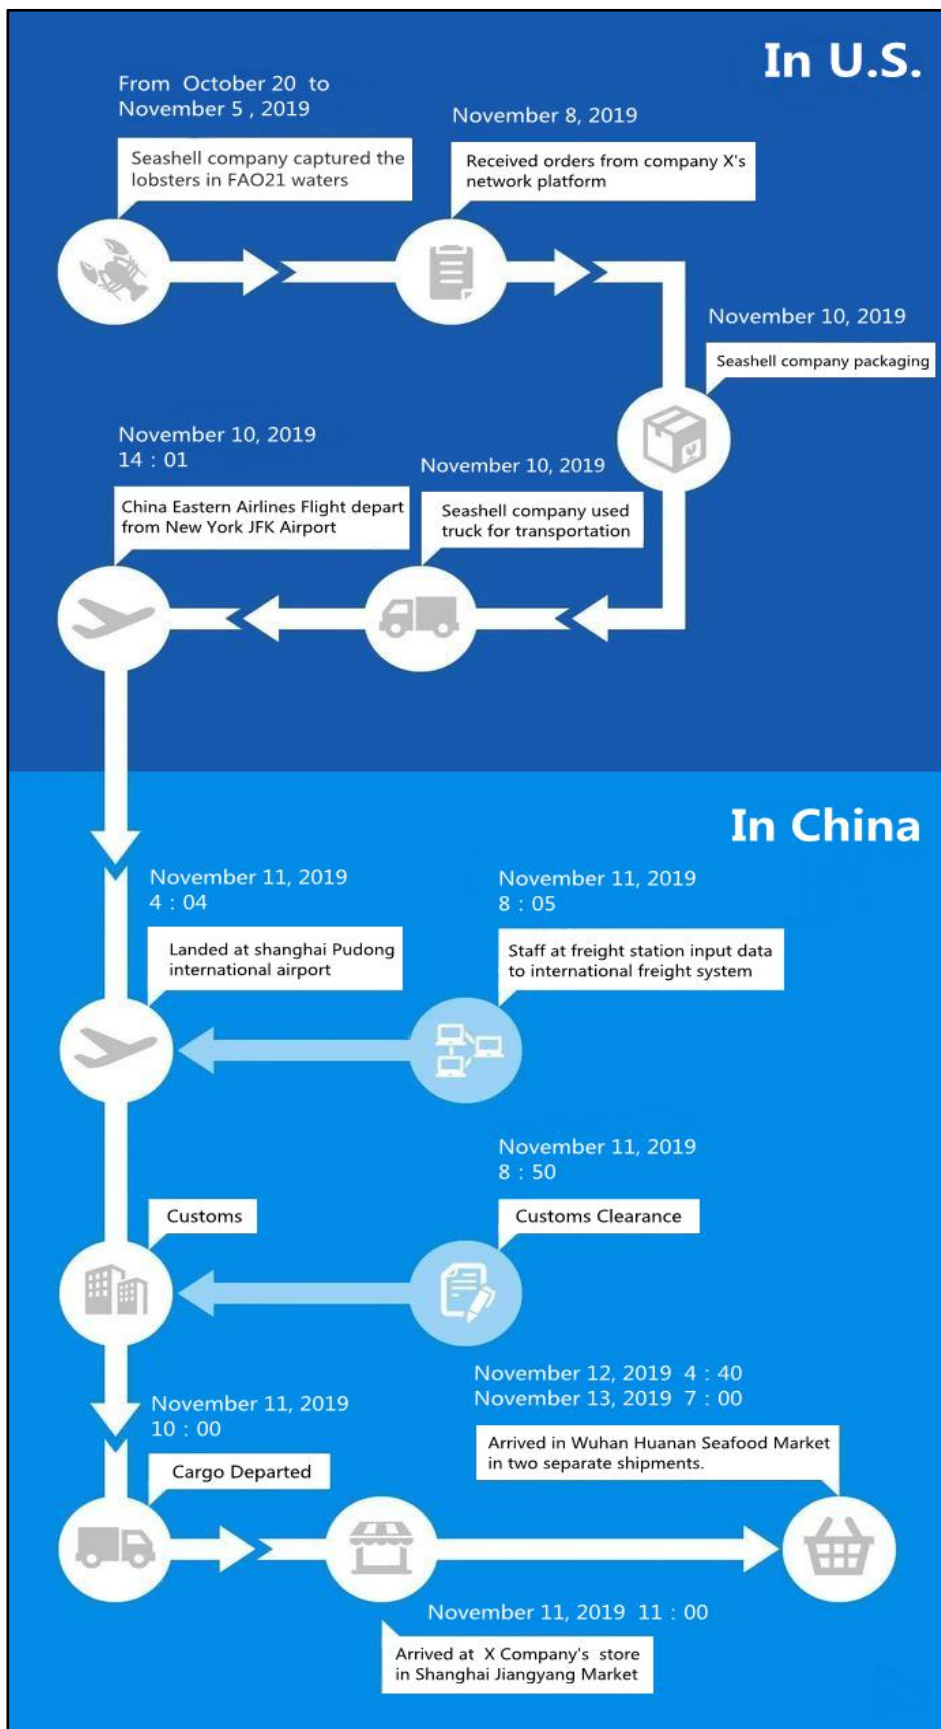 In U.S.
From October 20 to
November 5 , 2019
Seashell company captured the
lobsters in FAO21 waters
November 8, 2019
Received orders from company X's
network platform
November 10, 2019
Seashell company packaging
November 10, 2019
Seashell company used
truck for transportation
November 10, 2019
14 : 01
China Eastern Airlines Flight depart
from New York JFK Airport
In China
November 11, 2019
4 : 04
Landed at shanghai Pudong
international airport
November 11, 2019
8 : 05
Staff at freight station input data
to international freight system
Customs
November 11, 2019
8 : 50
Customs Clearance
November 11, 2019
10 : 00
Cargo Departed
November 11, 2019 11 : 00
Arrived at X Company's store
in Shanghai Jiangyang Market
November 12, 2019 4 : 40
November 13, 2019 7 : 00
Arrived in Wuhan Huanan Seafood Market
in two separate shipments.